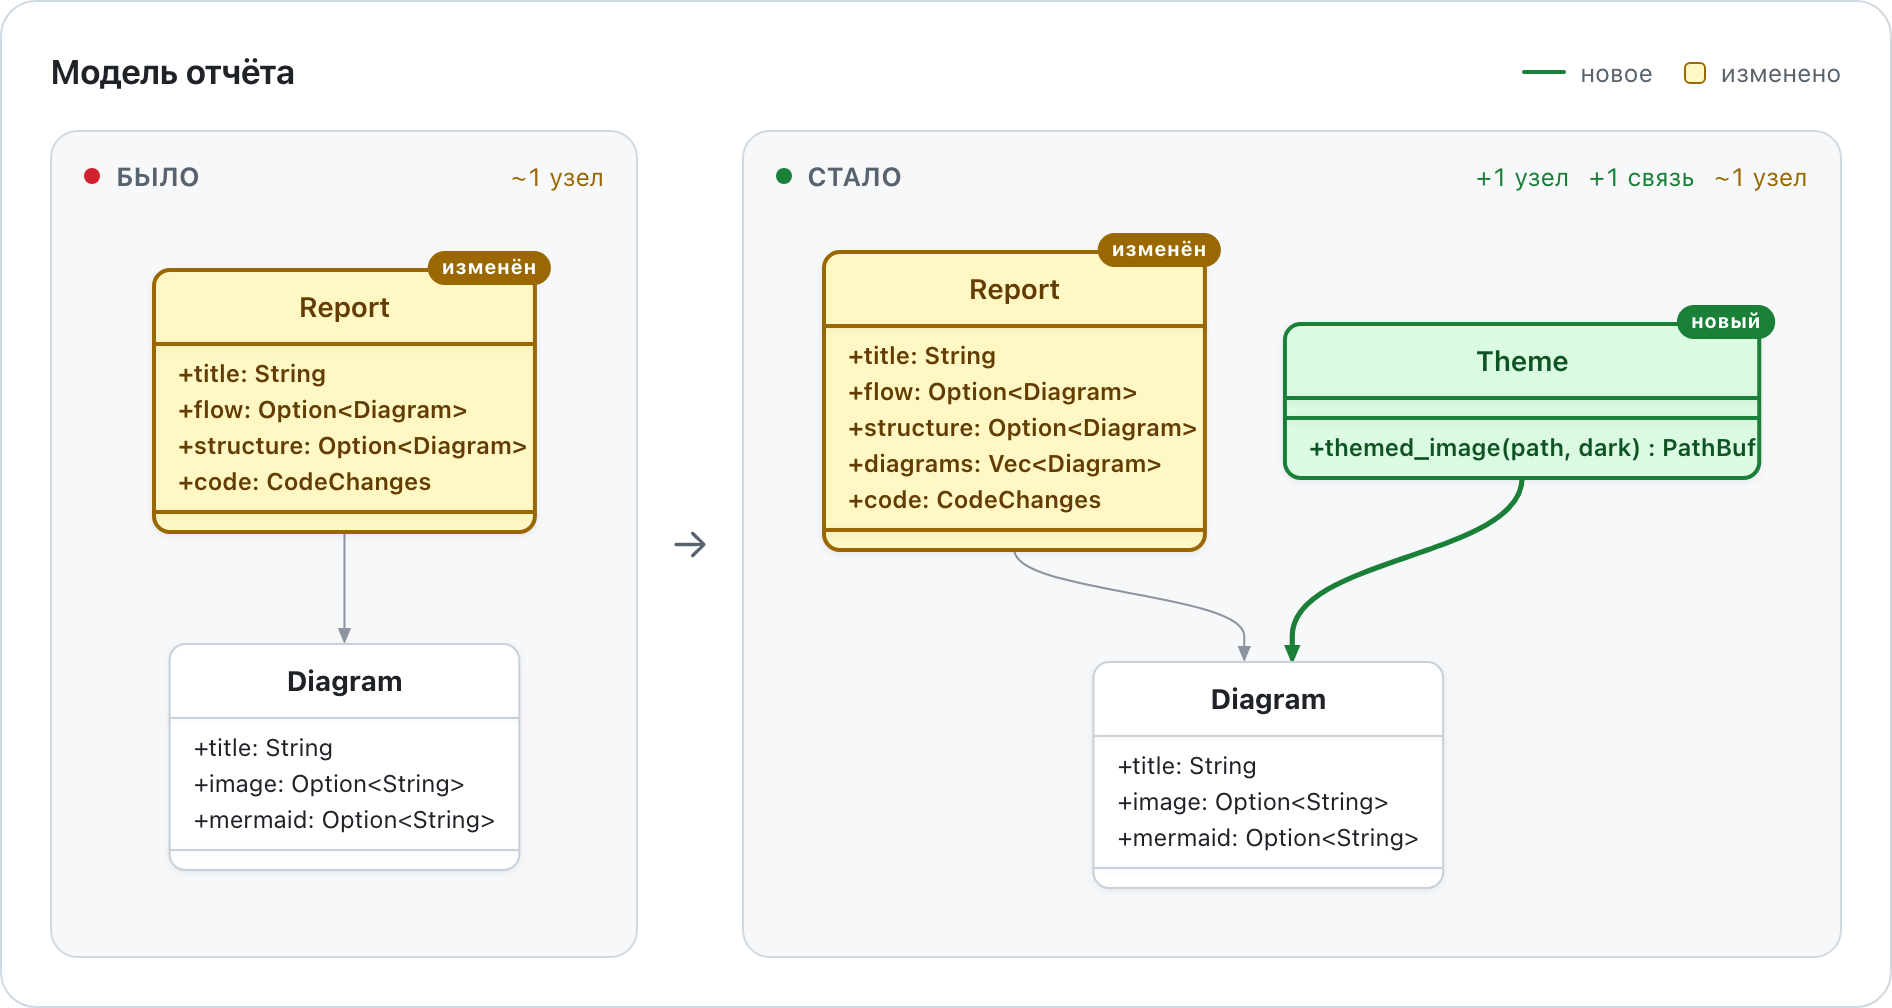 Модель отчёта
новое
изменено
БЫЛО
~1 узел
изменён
Report
+title: String
+flow: Option<Diagram>
+structure: Option<Diagram>
+code: CodeChanges
Diagram
+title: String
+image: Option<String>
+mermaid: Option<String>
→
СТАЛО
+1 узел +1 связь ~1 узел
изменён
Report
+title: String
+flow: Option<Diagram>
+structure: Option<Diagram>
+diagrams: Vec<Diagram>
+code: CodeChanges
новый
Theme
+themed_image(path, dark) : PathBuf
Diagram
+title: String
+image: Option<String>
+mermaid: Option<String>